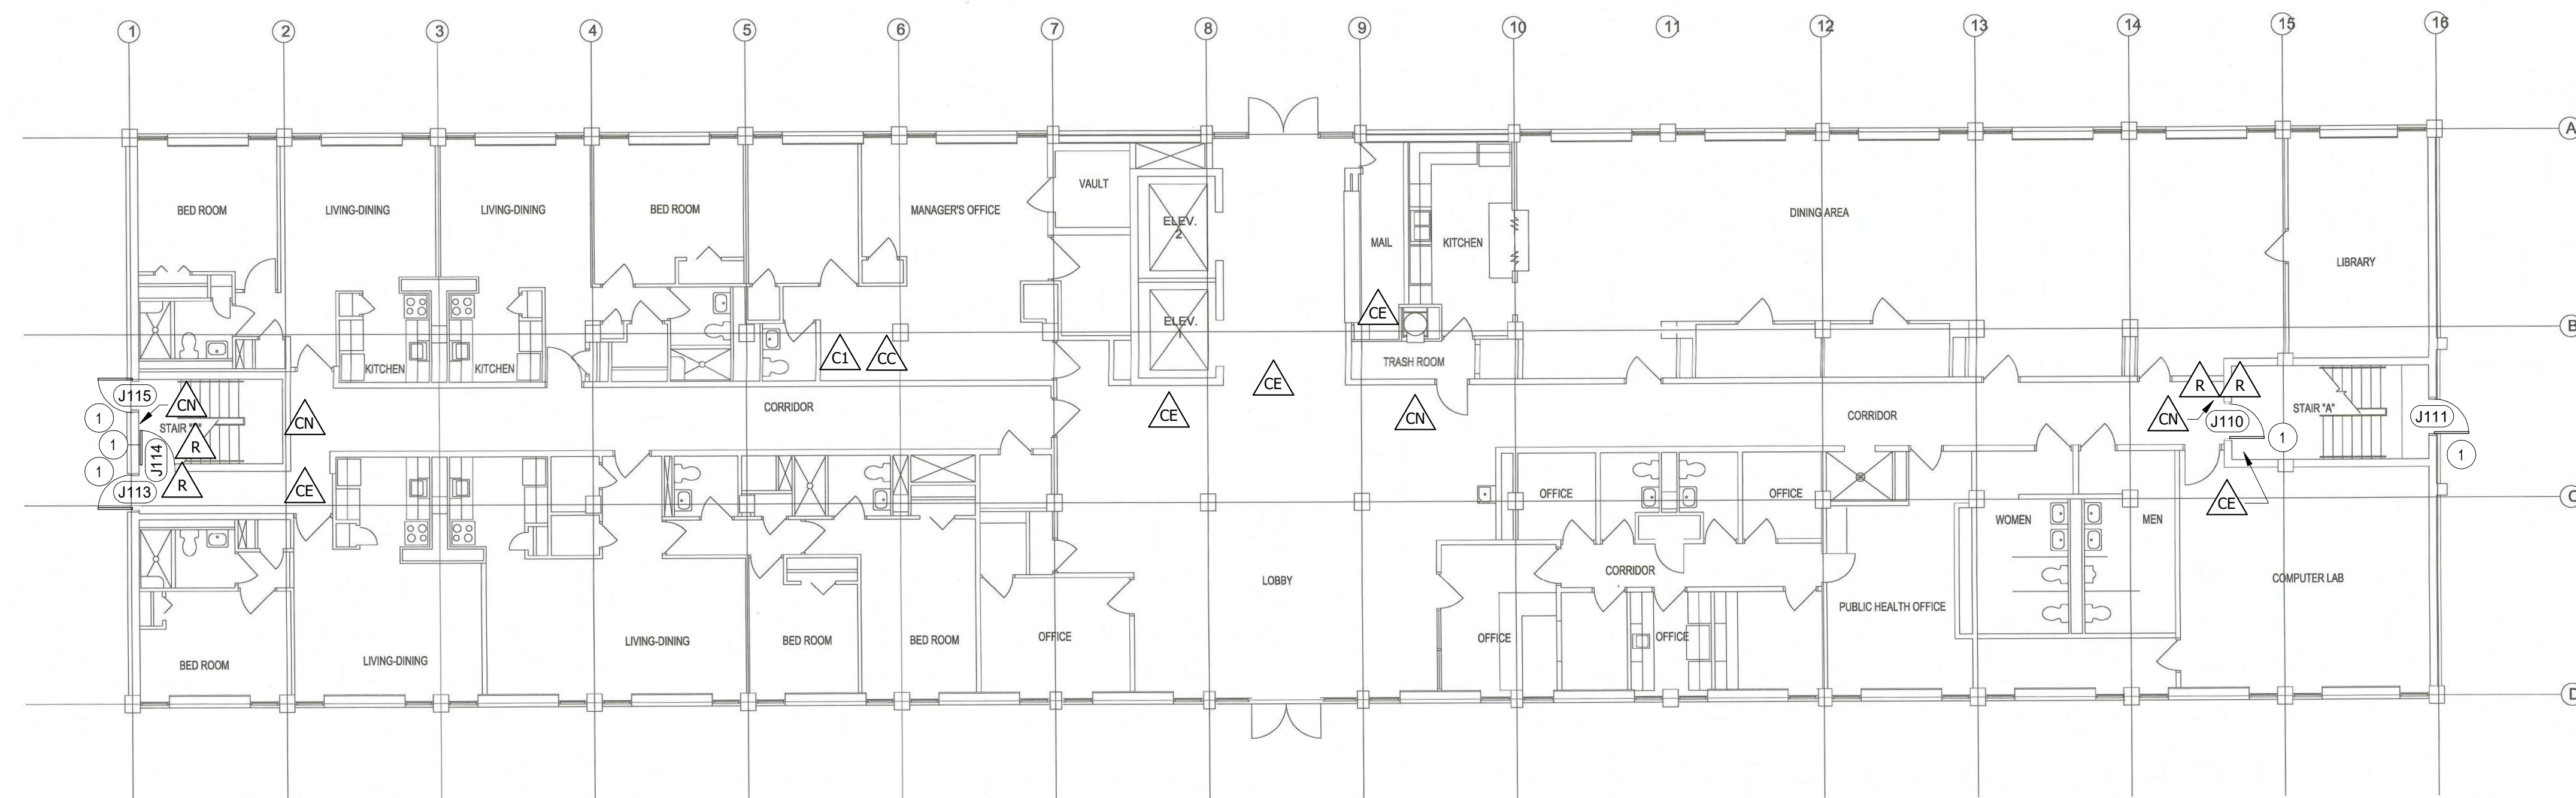 1 2 3 4 5 6 7 8 9 10 11 12 13 14 15 16
A
VAULT
BED ROOM LIVING-DINING LIVING-DINING BED ROOM MANAGER'S OFFICE
ELEV.
2
DINING AREA
MAIL KITCHEN
LIBRARY
CE
ELEV.
1
B
C1 CC
KITCHEN KITCHEN
TRASH ROOM
CE
R R
J115
CN
CORRIDOR
CE
CN
CN
CORRIDOR
CN
J110
STAIR "A"
J111
1
STAIR
1
R
J114
1
1
1
R
J113
CE
OFFICE OFFICE
C
CE
WOMEN MEN
CORRIDOR
LOBBY
COMPUTER LAB
PUBLIC HEALTH OFFICE
LIVING-DINING BED ROOM BED ROOM OFFICE
OFFICE OFFICE
BED ROOM LIVING-DINING
D